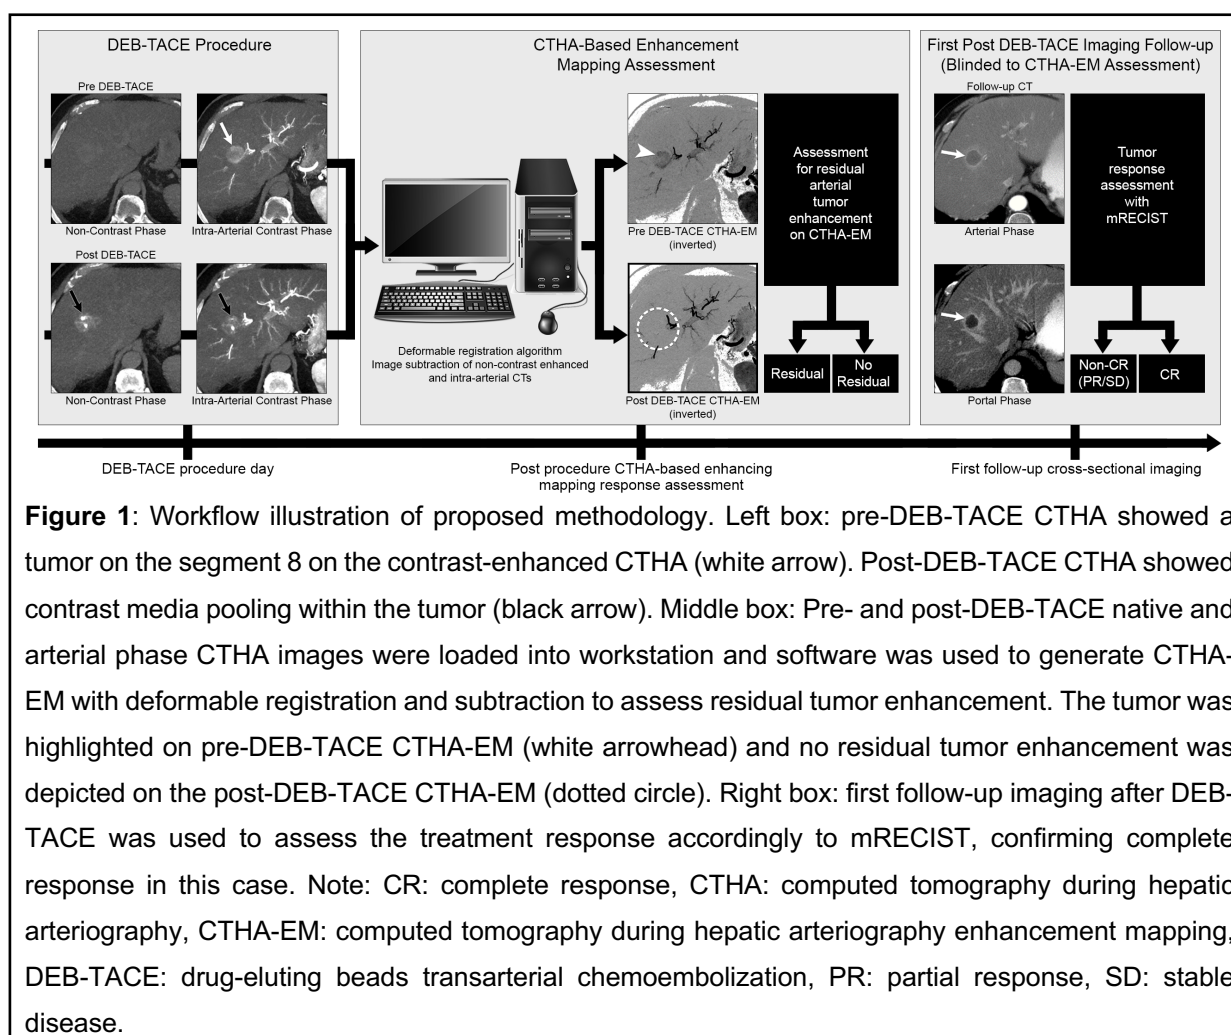 DEB-TACE Procedure
Pre DEB-TACE
Non-Contrast Phase
Intra-Arterial Contrast Phase
Post DEB-TACE
Non-Contrast Phase
Intra-Arterial Contrast Phase
CTHA-Based Enhancement
Mapping Assessment
Deformable registration algorithm
Image subtraction of non-contrast enhanced
and intra-arterial CTs
Pre DEB-TACE CTHA-EM
(inverted)
Post DEB-TACE CTHA-EM
(inverted)
Assessment
for residual
arterial
tumor
enhancement
on CTHA-EM
Residual
No
Residual
First Post DEB-TACE Imaging Follow-up
(Blinded to CTHA-EM Assessment)
Follow-up CT
Arterial Phase
Portal Phase
Tumor
response
assessment
with
mRECIST
Non-CR
(PR/SD)
CR
DEB-TACE procedure day
Post procedure CTHA-based enhancing
mapping response assessment
First follow-up cross-sectional imaging
Figure 1: Workflow illustration of proposed methodology. Left box: pre-DEB-TACE CTHA showed a
tumor on the segment 8 on the contrast-enhanced CTHA (white arrow). Post-DEB-TACE CTHA showed
contrast media pooling within the tumor (black arrow). Middle box: Pre- and post-DEB-TACE native and
arterial phase CTHA images were loaded into workstation and software was used to generate CTHA-
EM with deformable registration and subtraction to assess residual tumor enhancement. The tumor was
highlighted on pre-DEB-TACE CTHA-EM (white arrowhead) and no residual tumor enhancement was
depicted on the post-DEB-TACE CTHA-EM (dotted circle). Right box: first follow-up imaging after DEB-
TACE was used to assess the treatment response accordingly to mRECIST, confirming complete
response in this case. Note: CR: complete response, CTHA: computed tomography during hepatic
arteriography, CTHA-EM: computed tomography during hepatic arteriography enhancement mapping,
DEB-TACE: drug-eluting beads transarterial chemoembolization, PR: partial response, SD: stable
disease.